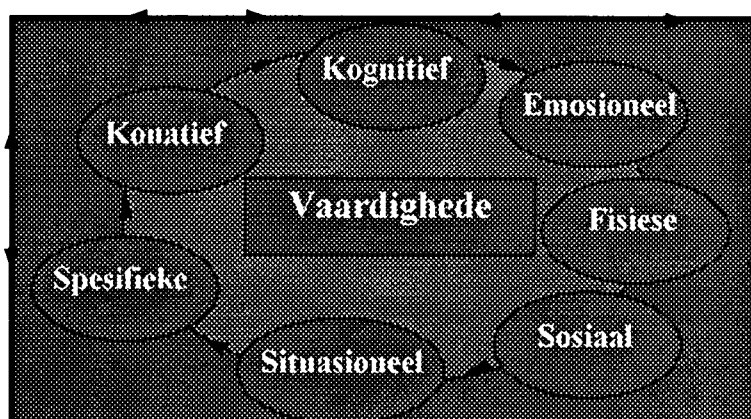 Kognitief
Emosioneel
Konatief
Vaardighede
Fisiese
Spesifieke
Sosiaal
Situasioneel